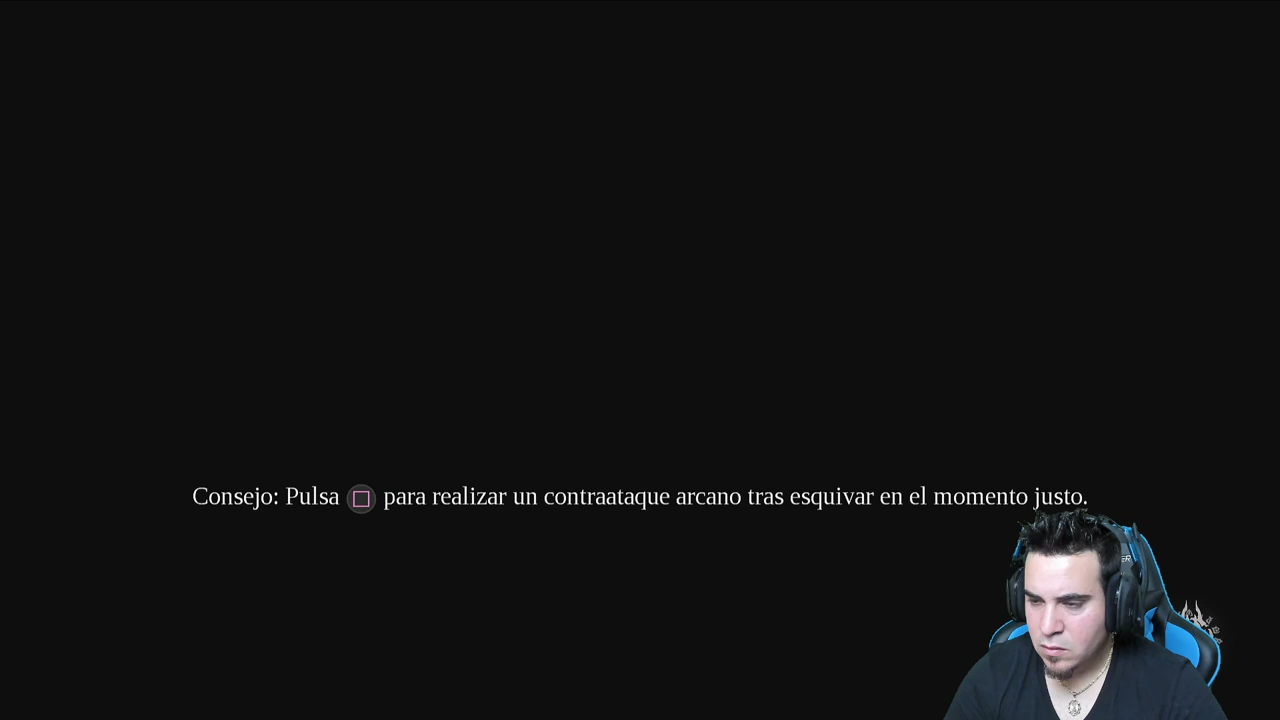 Consejo: Pulsa □ para realizar un contraataque arcano tras esquivar en el momento justo.